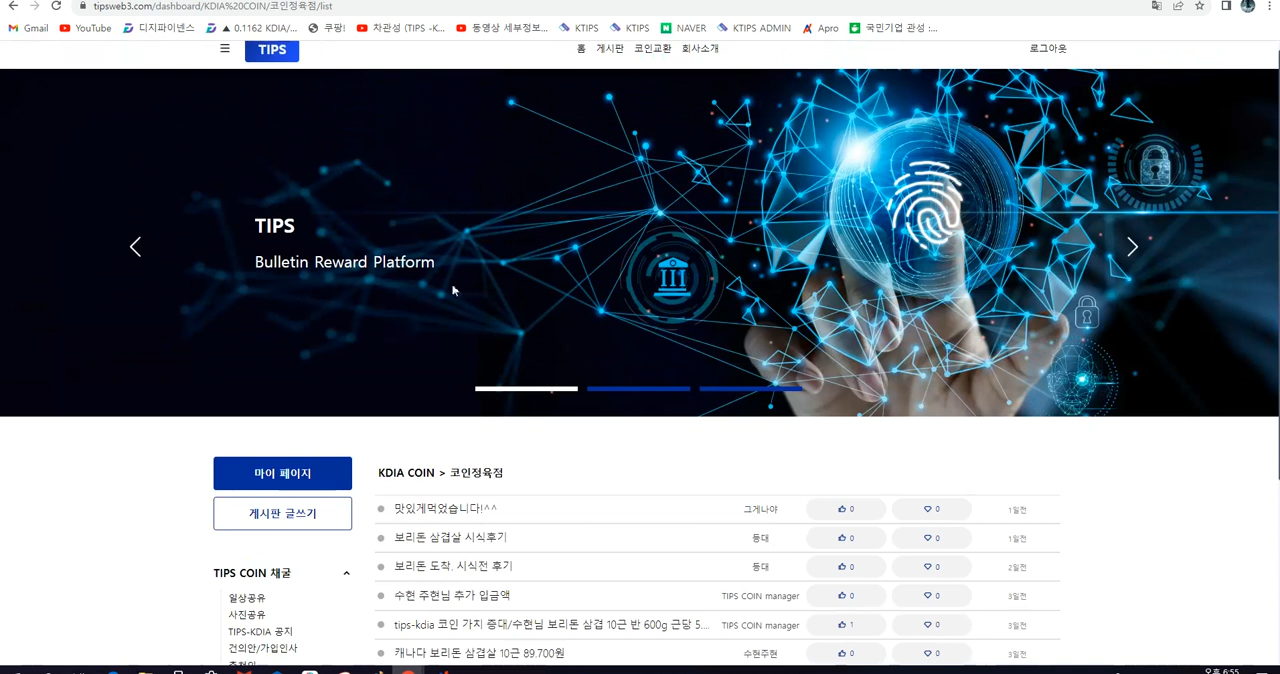 tipsweb3.com/dashboard/KDIA%20COIN/코인정육점/list
Gmail YouTube 디지파이넨스 ▲ 0.1162 KDIA/... 쿠팡! 차관성 (TIPS -K... 동영상 세부정보... KTIPS KTIPS NAVER KTIPS ADMIN Apro 국민기업 관성 :...
TIPS 홈 게시판 코인교환 회사소개 로그아웃
TIPS
Bulletin Reward Platform
마이 페이지
게시판 글쓰기
TIPS COIN 채굴
일상공유
사진공유
TIPS-KDIA 공지
건의안/가입인사
KDIA COIN > 코인정육점
맛있게먹었습니다!^^ 그게나야 0 0 1일전
보리돈 삼겹살 시식후기 등대 0 0 1일전
보리돈 도착. 시식전 후기 등대 0 0 2일전
수현 주현님 추가 입금액 TIPS COIN manager 0 0 3일전
tips-kdia 코인 가치 증대/수현님 보리돈 삼겹 10근 반 600g 근당 5.... TIPS COIN manager 1 0 3일전
캐나다 보리돈 삼겹살 10근 89.700원 수현주현 0 0 3일전
오후 6:55